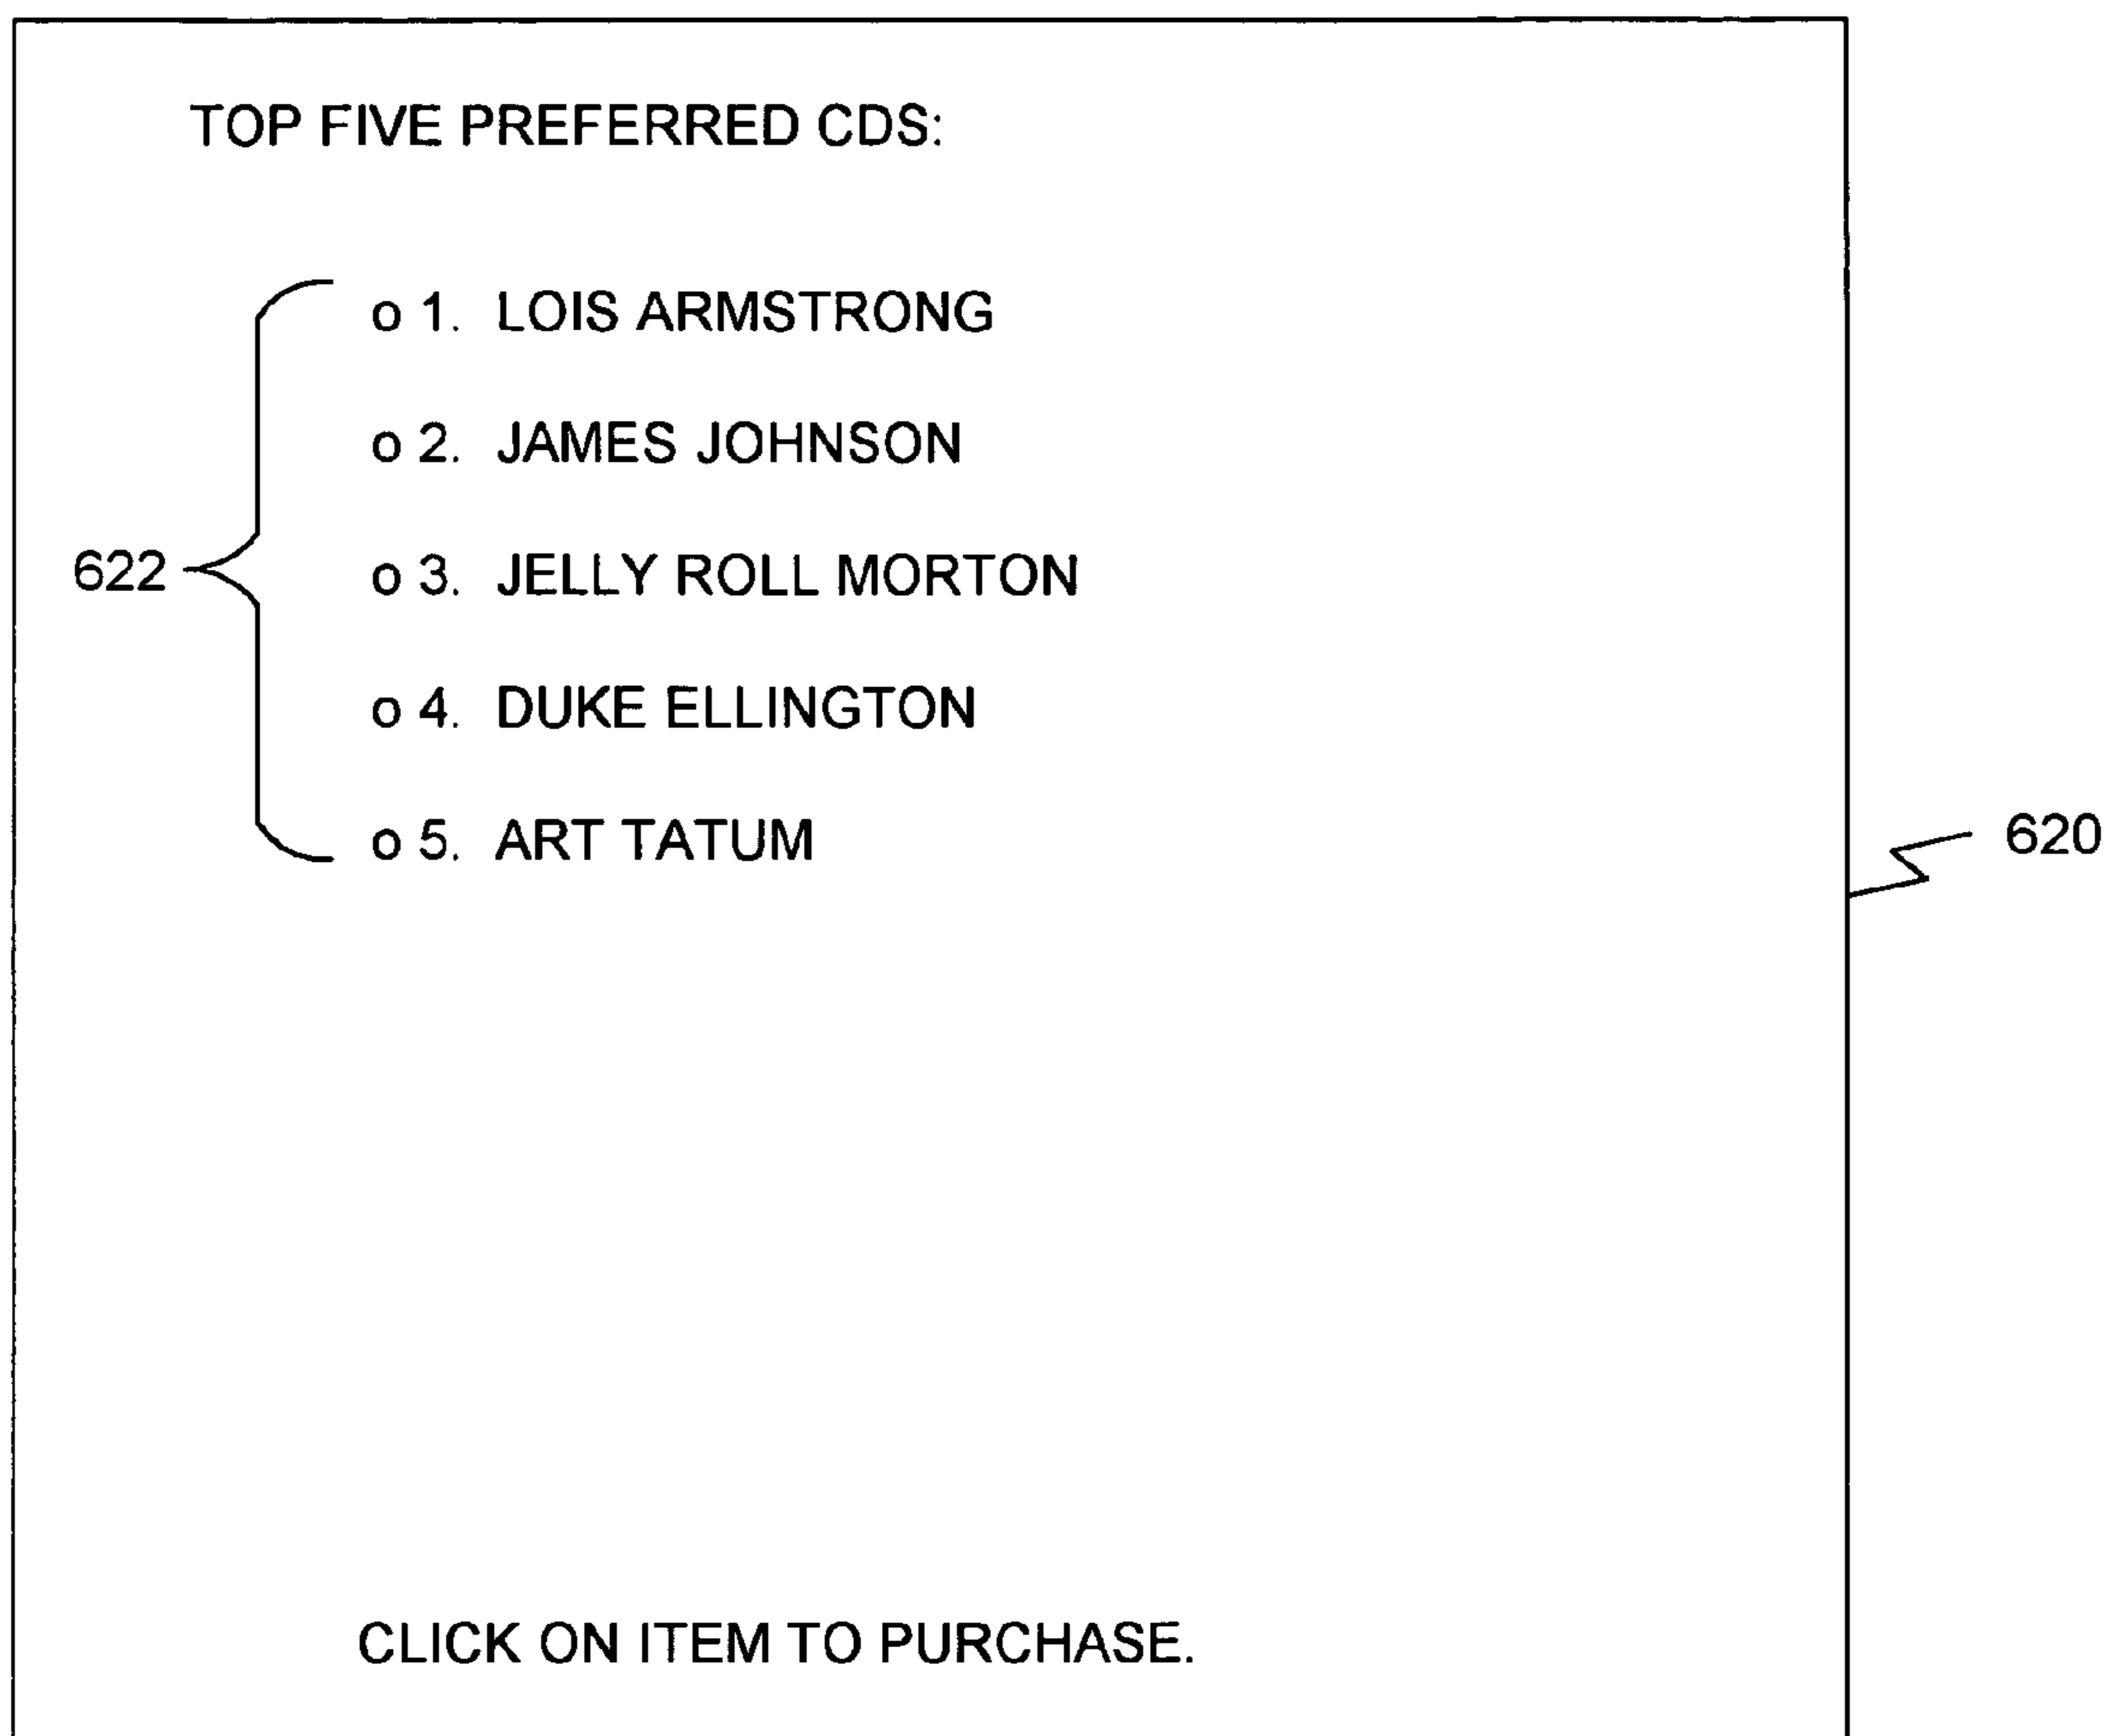 TOP FIVE PREFERRED CDS:
o 1. LOIS ARMSTRONG
o 2. JAMES JOHNSON
622
o 3. JELLY ROLL MORTON
o 4. DUKE ELLINGTON
o 5. ART TATUM
620
CLICK ON ITEM TO PURCHASE.